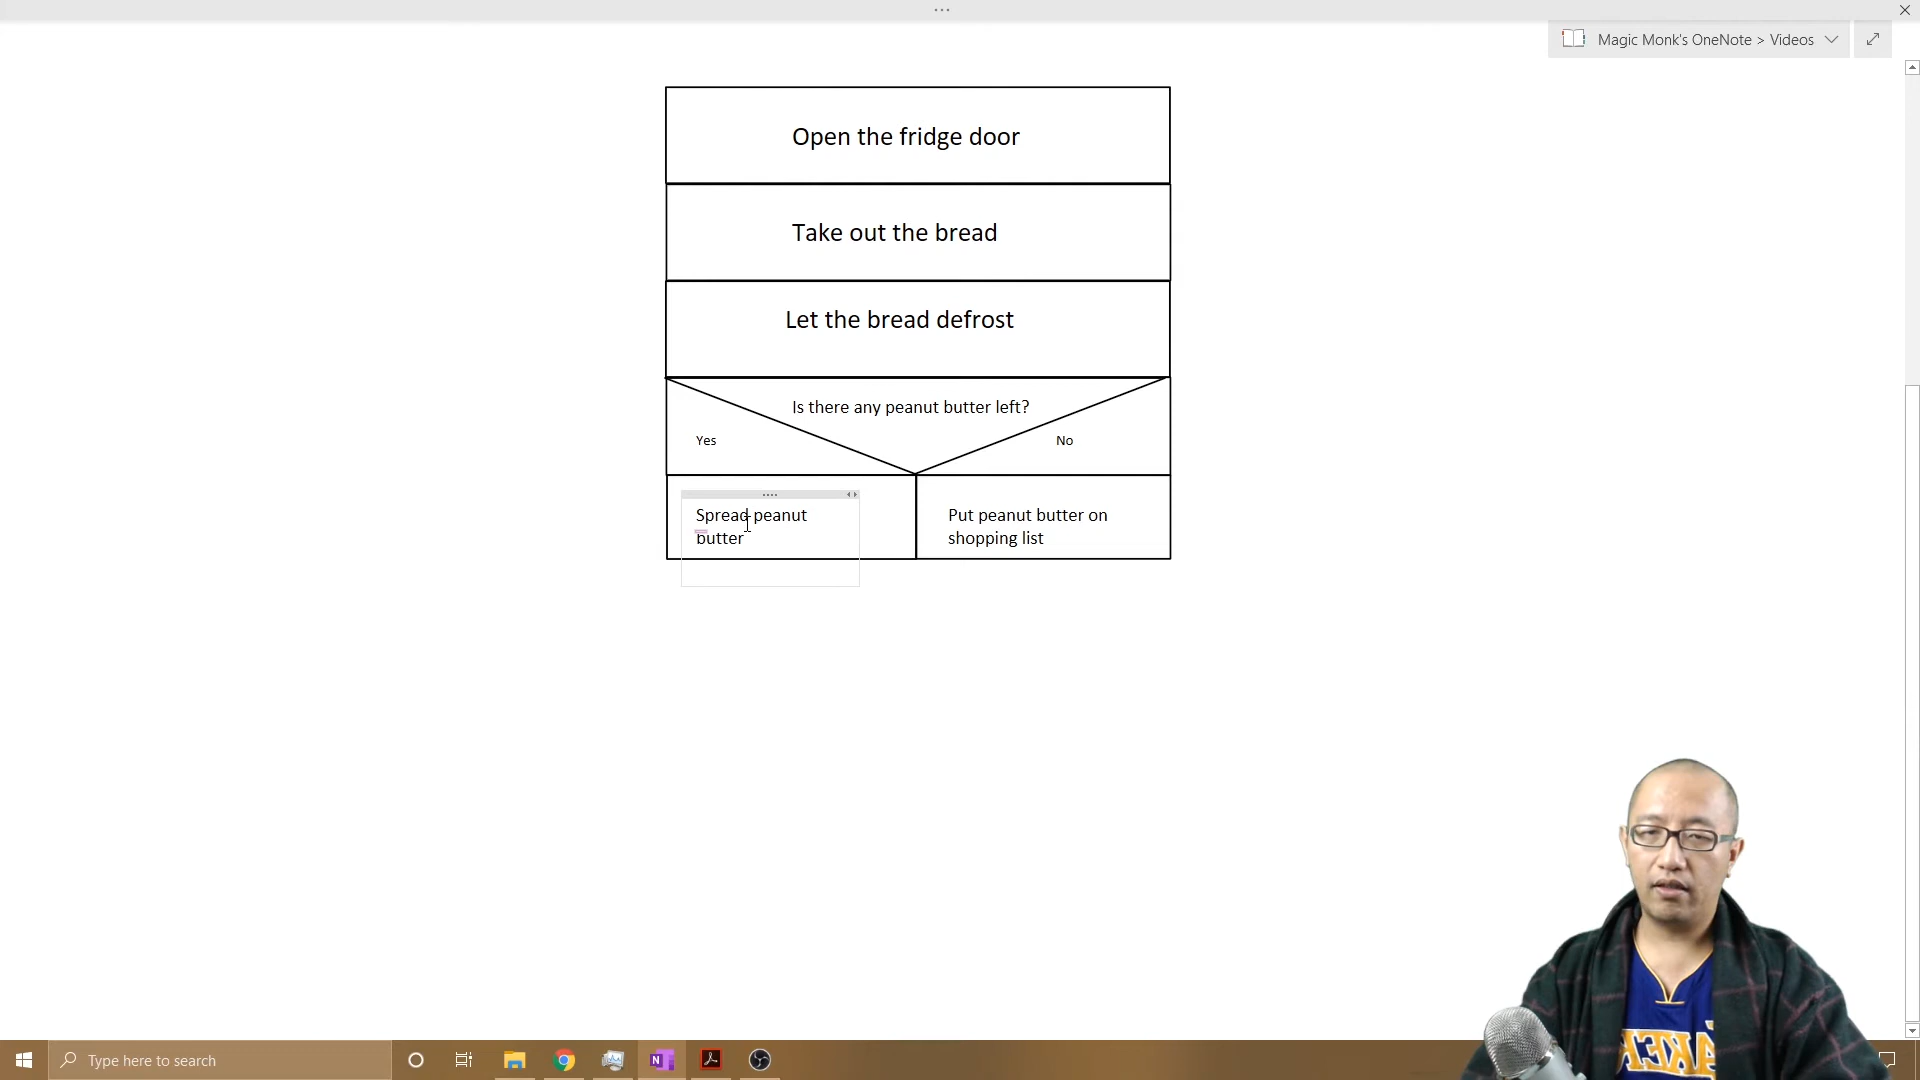 Magic Monk's OneNote > Videos
Open the fridge door
Take out the bread
Let the bread defrost
Is there any peanut butter left?
Yes
No
Spread peanut
butter
Put peanut butter on
shopping list
Type here to search